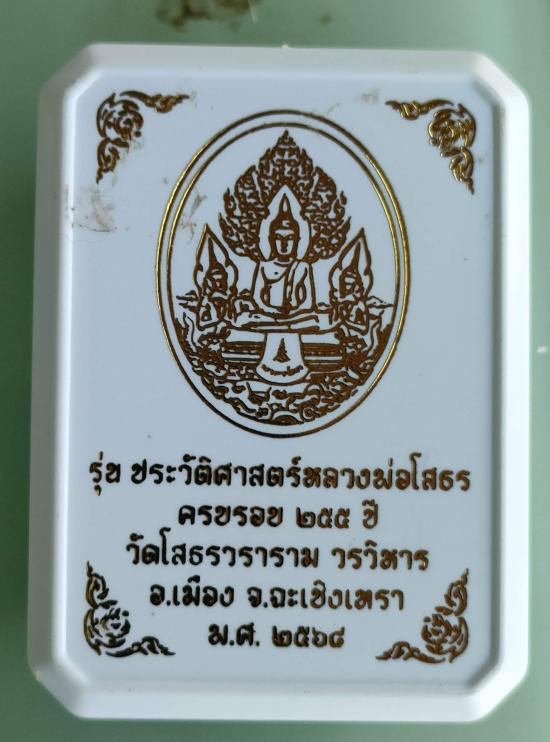 รุ่น ประวัติศาสตร์หลวงพ่อโสธร
ครบรอบ ๒๕๕ ปี
วัดโสธรวราราม วรวิหาร
อ.เมือง จ.ฉะเชิงเทรา
พ.ศ. ๒๕๖๘